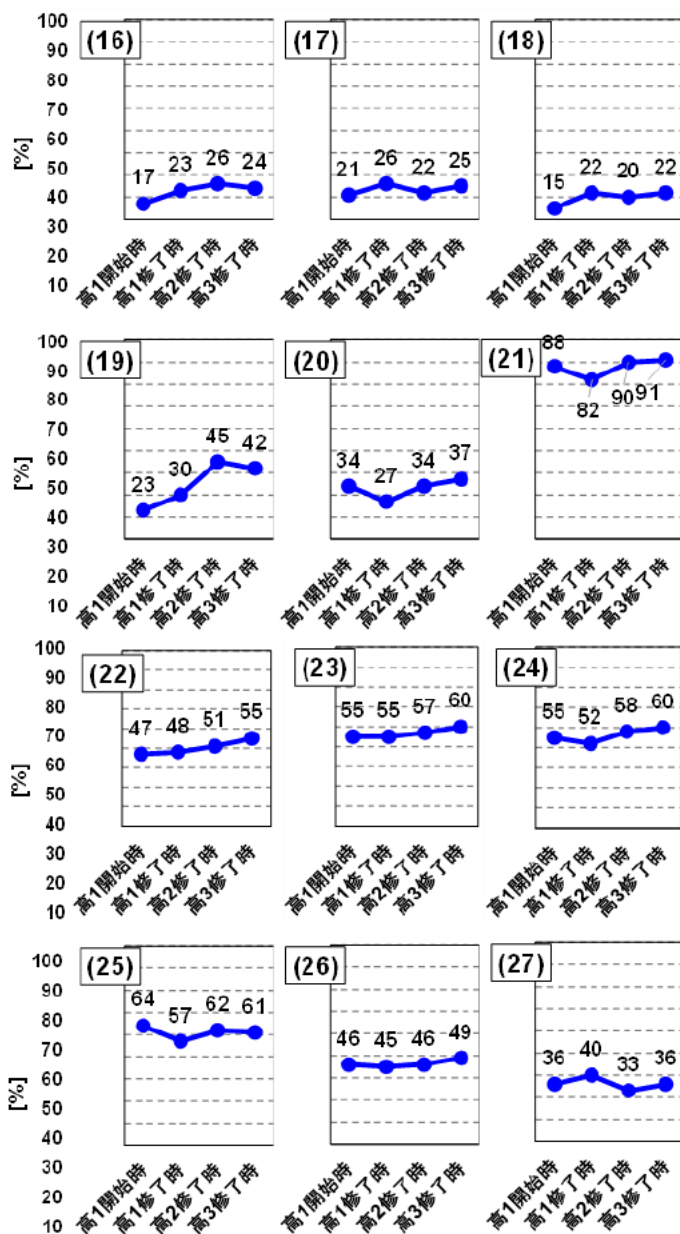 100
90
80
70
60
50
40
30
20
10
[%]
(16)
17
23
26
24
高1開始時
高1修了時
高2修了時
高3修了時
(17)
21
26
22
25
高1開始時
高1修了時
高2修了時
高3修了時
(18)
15
22
20
22
高1開始時
高1修了時
高2修了時
高3修了時
100
90
80
70
60
50
40
30
20
10
[%]
(19)
23
30
45
42
高1開始時
高1修了時
高2修了時
高3修了時
(20)
34
27
34
37
高1開始時
高1修了時
高2修了時
高3修了時
(21)
88
82
90
91
高1開始時
高1修了時
高2修了時
高3修了時
100
90
80
70
60
50
40
30
20
10
[%]
(22)
47
48
51
55
高1開始時
高1修了時
高2修了時
高3修了時
(23)
55
55
57
60
高1開始時
高1修了時
高2修了時
高3修了時
(24)
55
52
58
60
高1開始時
高1修了時
高2修了時
高3修了時
100
90
80
70
60
50
40
30
20
10
[%]
(25)
64
57
62
61
高1開始時
高1修了時
高2修了時
高3修了時
(26)
46
45
46
49
高1開始時
高1修了時
高2修了時
高3修了時
(27)
36
40
33
36
高1開始時
高1修了時
高2修了時
高3修了時